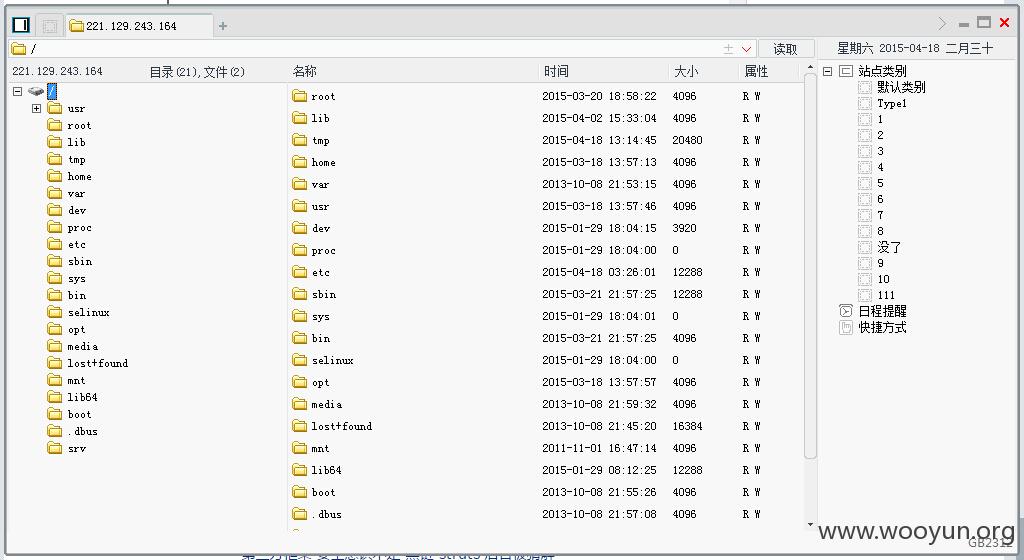 221.129.243.164
/
读取
星期六 2015-04-18 二月三十
221.129.243.164 目录(21),文件(2)
/
usr
root
lib
tmp
home
var
dev
proc
etc
sbin
sys
bin
selinux
opt
media
lost+found
mnt
lib64
boot
.dbus
srv
名称 时间 大小 属性
root 2015-03-20 18:58:22 4096 R W
lib 2015-04-02 15:33:04 4096 R W
tmp 2015-04-18 13:14:45 20480 R W
home 2015-03-18 13:57:13 4096 R W
var 2013-10-08 21:53:15 4096 R W
usr 2015-03-18 13:57:46 4096 R W
dev 2015-01-29 18:04:15 3920 R W
proc 2015-01-29 18:04:00 0 R W
etc 2015-04-18 03:26:01 12288 R W
sbin 2015-03-21 21:57:25 12288 R W
sys 2015-01-29 18:04:01 0 R W
bin 2015-03-21 21:57:25 4096 R W
selinux 2015-01-29 18:04:00 0 R W
opt 2015-03-18 13:57:57 4096 R W
media 2013-10-08 21:59:32 4096 R W
lost+found 2013-10-08 21:45:20 16384 R W
mnt 2011-11-01 16:47:14 4096 R W
lib64 2015-01-29 08:12:25 12288 R W
boot 2013-10-08 21:55:26 4096 R W
.dbus 2013-10-08 21:57:08 4096 R W
站点类别
默认类别
Type1
1
2
3
4
5
6
7
8
没了
9
10
111
日程提醒
快捷方式
www.wooyun.org
GB2312